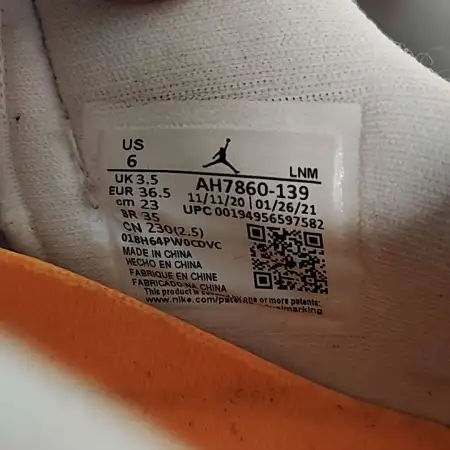 US
6
LNM
UK 3.5
EUR 36.5
cm 23
BR 35
CN 230(2.5)
AH7860-139
11/11/20 | 01/26/21
UPC 00194956597582
018H64PW0CDVC
MADE IN CHINA
HECHO EN CHINA
FABRIQUE EN CHINE
FABRICADO NA CHINA
This product is one or more patents:
www.nike.com/pat